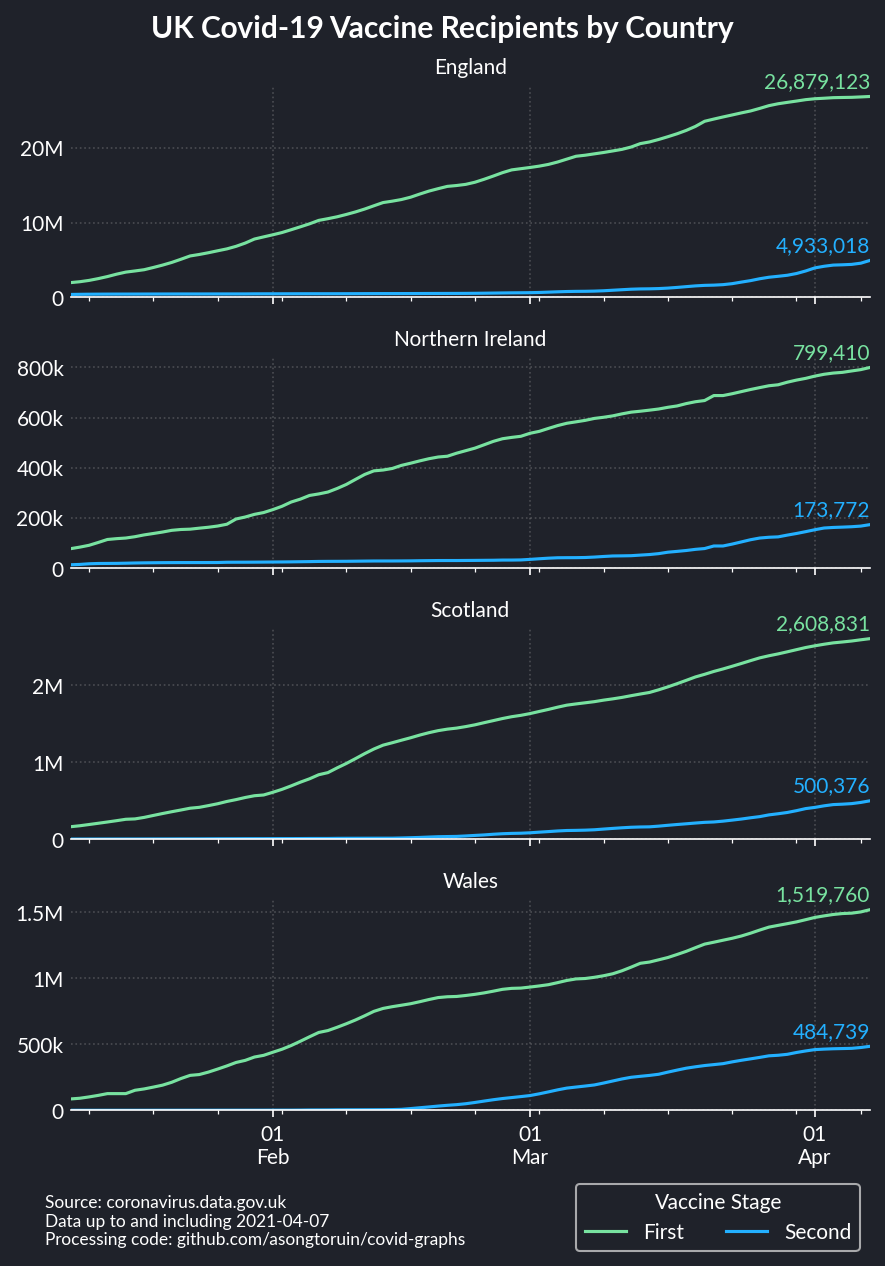 UK Covid-19 Vaccine Recipients by Country
England
26,879,123
20M
10M
4,933,018
0
Northern Ireland
799,410
800k
600k
400k
200k
173,772
0
Scotland
2,608,831
2M
1M
500,376
0
Wales
1,519,760
1.5M
1M
500k
484,739
0
01 01 01
Feb Mar Apr
Source: coronavirus.data.gov.uk
Data up to and including 2021-04-07
Processing code: github.com/asongtoruin/covid-graphs
Vaccine Stage
First Second